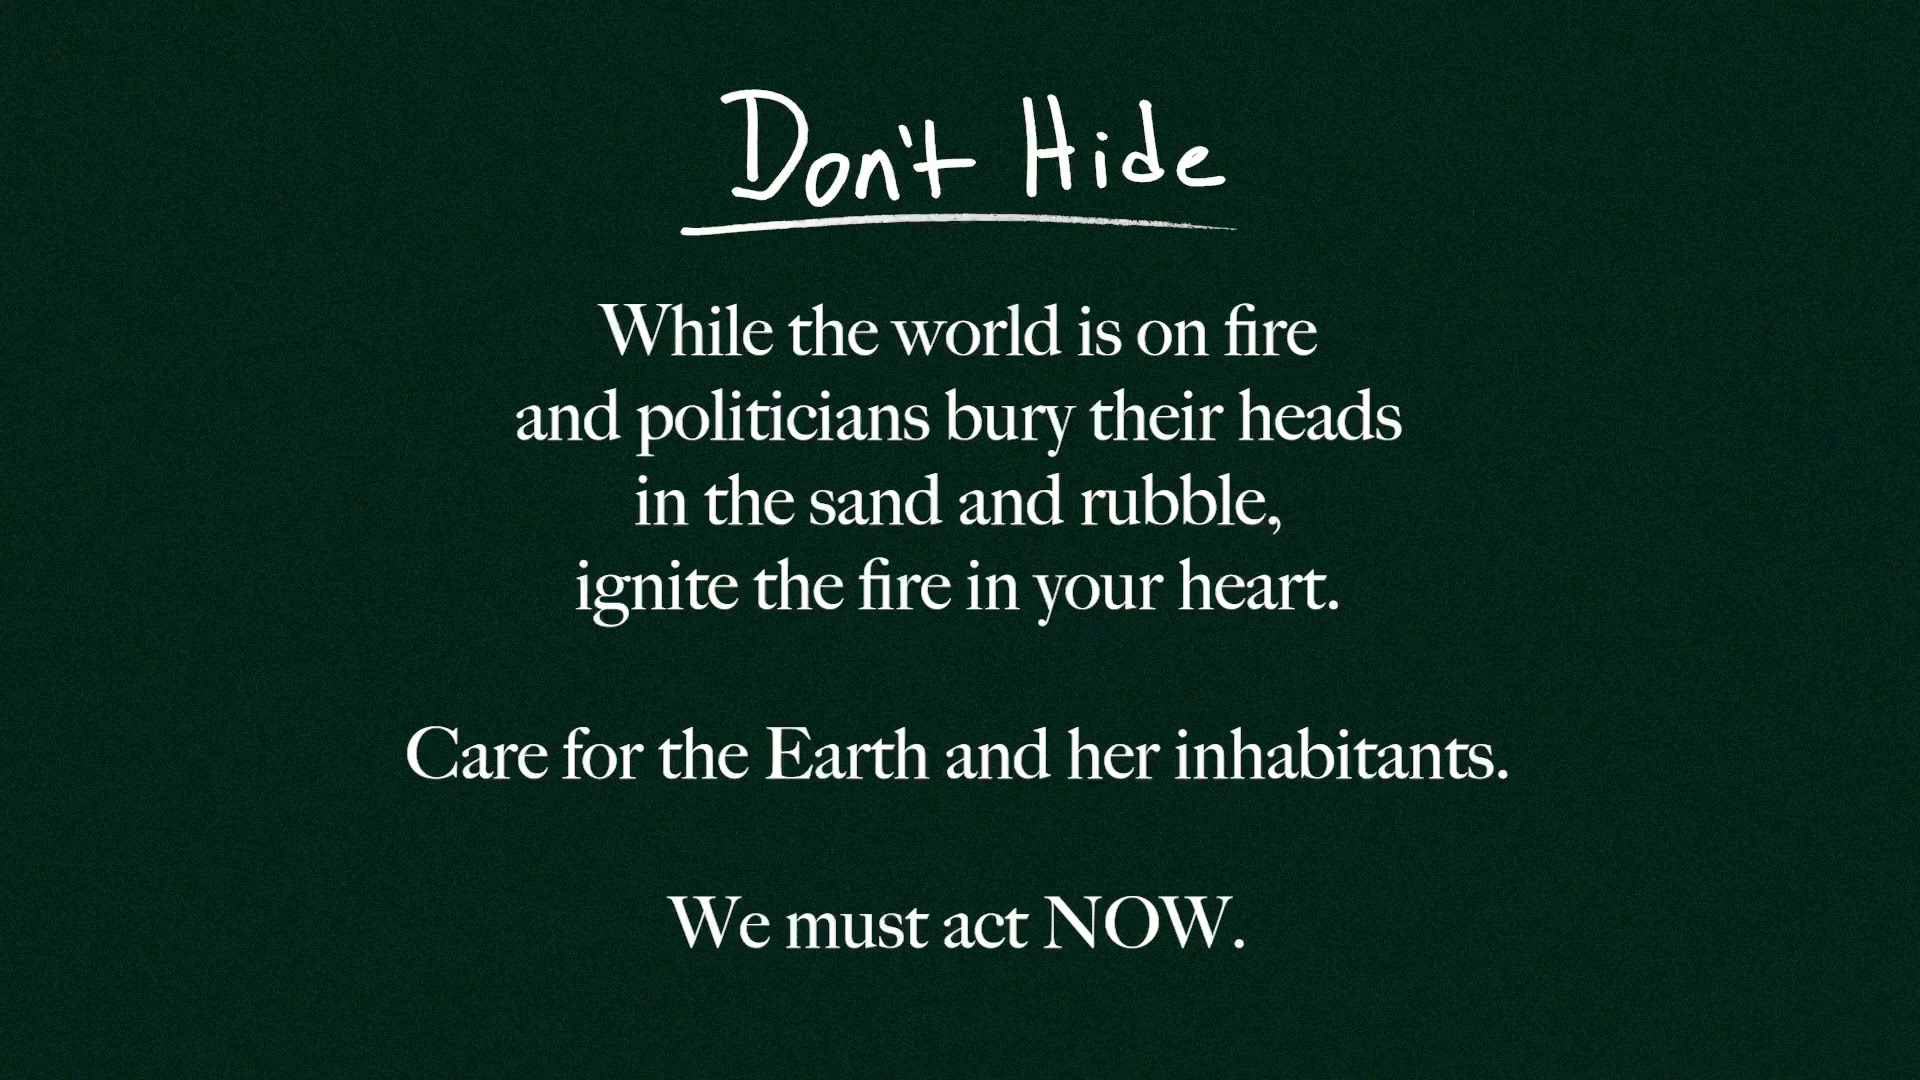 Don't Hide
While the world is on fire
and politicians bury their heads
in the sand and rubble,
ignite the fire in your heart.
Care for the Earth and her inhabitants.
We must act NOW.